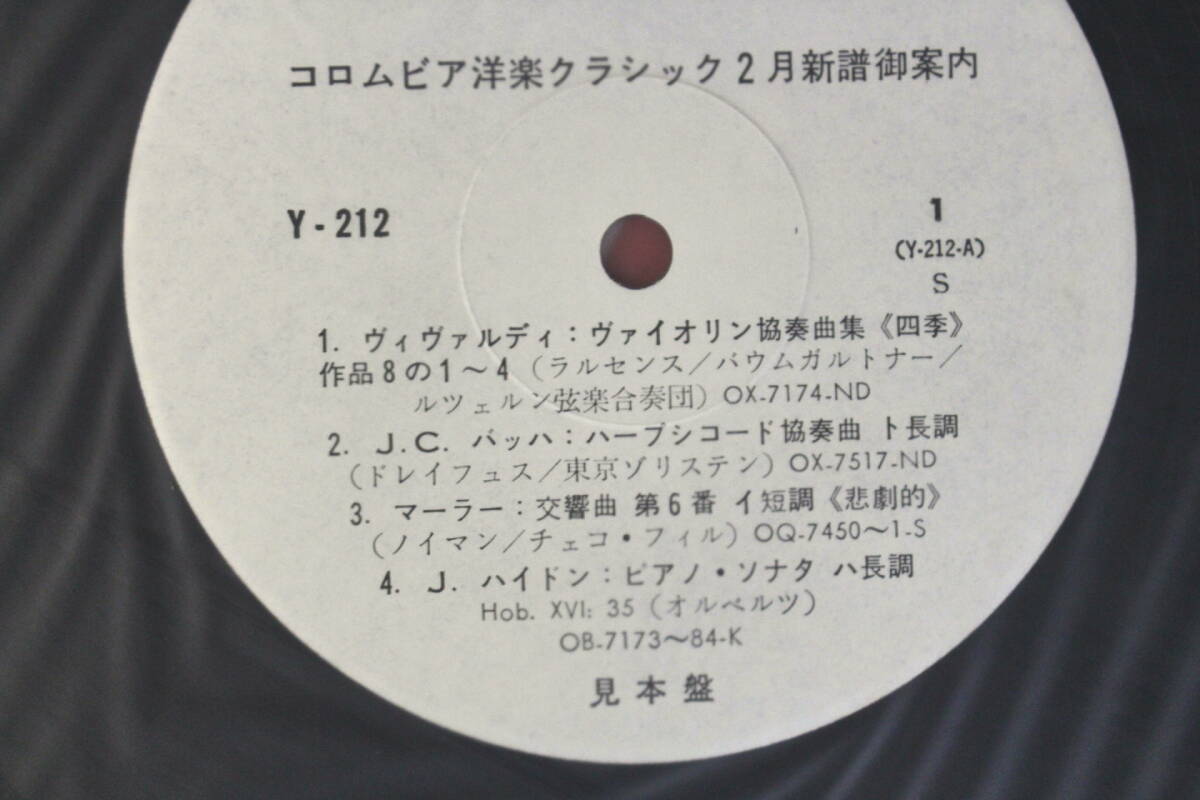 コロムビア洋楽クラシック2月新譜御案内
Y-212
1
(Y-212-A)
S
1. ヴィヴァルディ：ヴァイオリン協奏曲集《四季》
作品8の1～4（ラルセンス／バウムガルトナー／
ルツェルン弦楽合奏団）OX-7174-ND
2. J.C. バッハ：ハープシコード協奏曲 ト長調
（ドレイフュス／東京ゾリステン）OX-7517-ND
3. マーラー：交響曲 第6番 イ短調《悲劇的》
（ノイマン／チェコ・フィル）OQ-7450～1-S
4. J. ハイドン：ピアノ・ソナタ ハ長調
Hob. XVI: 35（オルベルツ）
OB-7173～84-K
見本盤